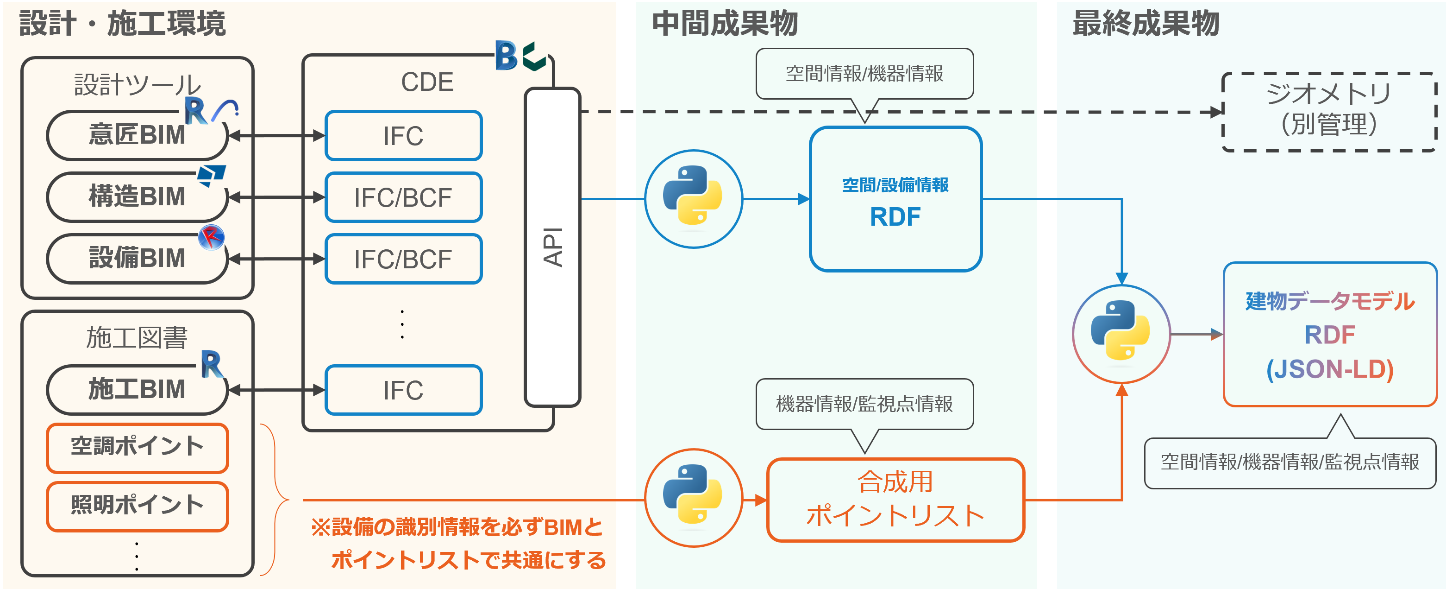 設計・施工環境
設計ツール
意匠BIM
構造BIM
設備BIM
施工図書
施工BIM
空調ポイント
照明ポイント
⋮
CDE
IFC
IFC/BCF
IFC/BCF
⋮
IFC
API
※設備の識別情報を必ずBIMと
ポイントリストで共通にする
中間成果物
空間情報/機器情報
空間/設備情報
RDF
機器情報/監視点情報
合成用
ポイントリスト
最終成果物
ジオメトリ
（別管理）
建物データモデル
RDF
(JSON-LD)
空間情報/機器情報/監視点情報